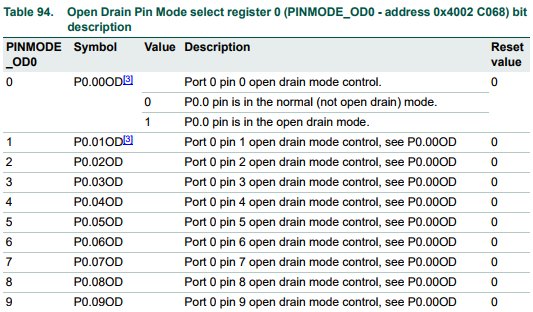 Table 94. Open Drain Pin Mode select register 0 (PINMODE_OD0 - address 0x4002 C068) bit
description
PINMODE Symbol Value Description Reset
_OD0 value
0 P0.00OD[3] Port 0 pin 0 open drain mode control. 0
0 P0.0 pin is in the normal (not open drain) mode.
1 P0.0 pin is in the open drain mode.
1 P0.01OD[3] Port 0 pin 1 open drain mode control, see P0.00OD 0
2 P0.02OD Port 0 pin 2 open drain mode control, see P0.00OD 0
3 P0.03OD Port 0 pin 3 open drain mode control, see P0.00OD 0
4 P0.04OD Port 0 pin 4 open drain mode control, see P0.00OD 0
5 P0.05OD Port 0 pin 5 open drain mode control, see P0.00OD 0
6 P0.06OD Port 0 pin 6 open drain mode control, see P0.00OD 0
7 P0.07OD Port 0 pin 7 open drain mode control, see P0.00OD 0
8 P0.08OD Port 0 pin 8 open drain mode control, see P0.00OD 0
9 P0.09OD Port 0 pin 9 open drain mode control, see P0.00OD 0